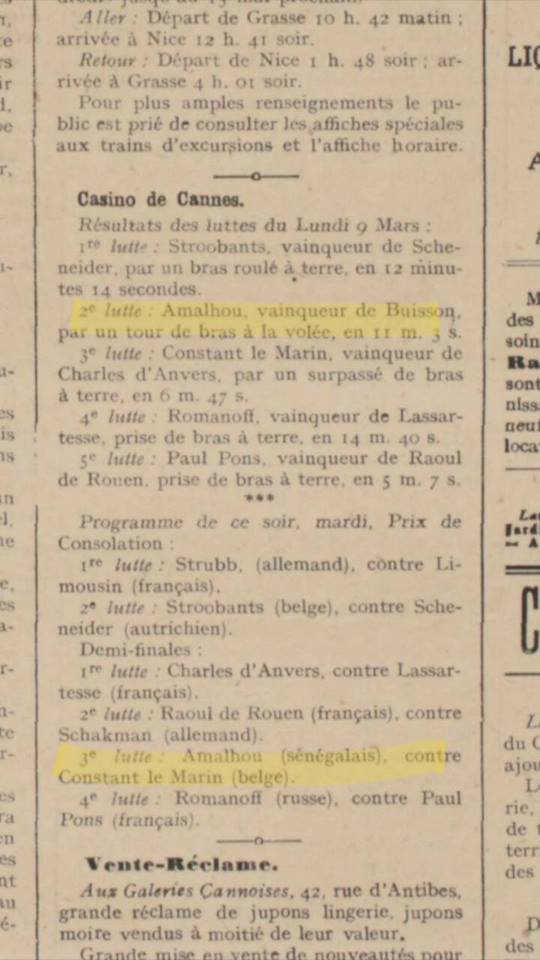 Aller : Départ de Grasse 10 h. 42 matin ;
arrivée à Nice 12 h. 41 soir.
Retour : Départ de Nice 1 h. 48 soir ; ar-
rivée à Grasse 4 h. 01 soir.
Pour plus amples renseignements le pu-
blic est prié de consulter les affiches spéciales
aux trains d'excursions et l'affiche horaire.
Casino de Cannes.
Résultats des luttes du Lundi 9 Mars :
1re lutte : Stroobants, vainqueur de Sche-
neider, par un bras roulé à terre, en 12 minu-
tes 14 secondes.
2e lutte : Amalhou, vainqueur de Buisson,
par un tour de bras à la volée, en 11 m. 3 s.
3e lutte : Constant le Marin, vainqueur de
Charles d'Anvers, par un surpassé de bras
à terre, en 6 m. 47 s.
4e lutte : Romanoff, vainqueur de Lassar-
tesse, prise de bras à terre, en 14 m. 40 s.
5e lutte : Paul Pons, vainqueur de Raoul
de Rouen, prise de bras à terre, en 5 m. 7 s.
***
Programme de ce soir, mardi, Prix de
Consolation :
1re lutte : Strubb, (allemand), contre Li-
mousin (français).
2e lutte : Stroobants (belge), contre Sche-
neider (autrichien).
Demi-finales :
1re lutte : Charles d'Anvers, contre Lassar-
tesse (français).
2e lutte : Raoul de Rouen (français), contre
Schakman (allemand).
3e lutte : Amalhou (sénégalais), contre
Constant le Marin (belge).
4e lutte : Romanoff (russe), contre Paul
Pons (français).
Vente-Réclame.
Aux Galeries Cannoises, 42, rue d'Antibes,
grande réclame de jupons lingerie, jupons
moire vendus à moitié de leur valeur.
Grande mise en vente de nouveautés pour